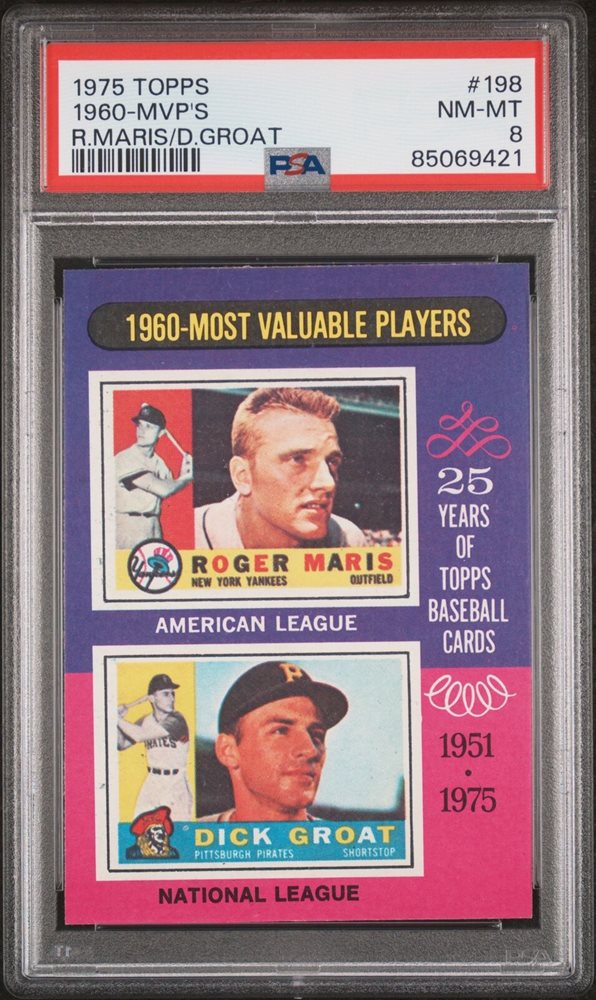 1975 TOPPS
#198
1960-MVP'S
NM-MT
R.MARIS/D.GROAT
8
PSA
85069421
1960-MOST VALUABLE PLAYERS
ROGER MARIS
NEW YORK YANKEES
OUTFIELD
AMERICAN LEAGUE
25
YEARS
OF
TOPPS
BASEBALL
CARDS
PIRATES
DICK GROAT
PITTSBURGH PIRATES
SHORTSTOP
NATIONAL LEAGUE
1951
•
1975
PSA